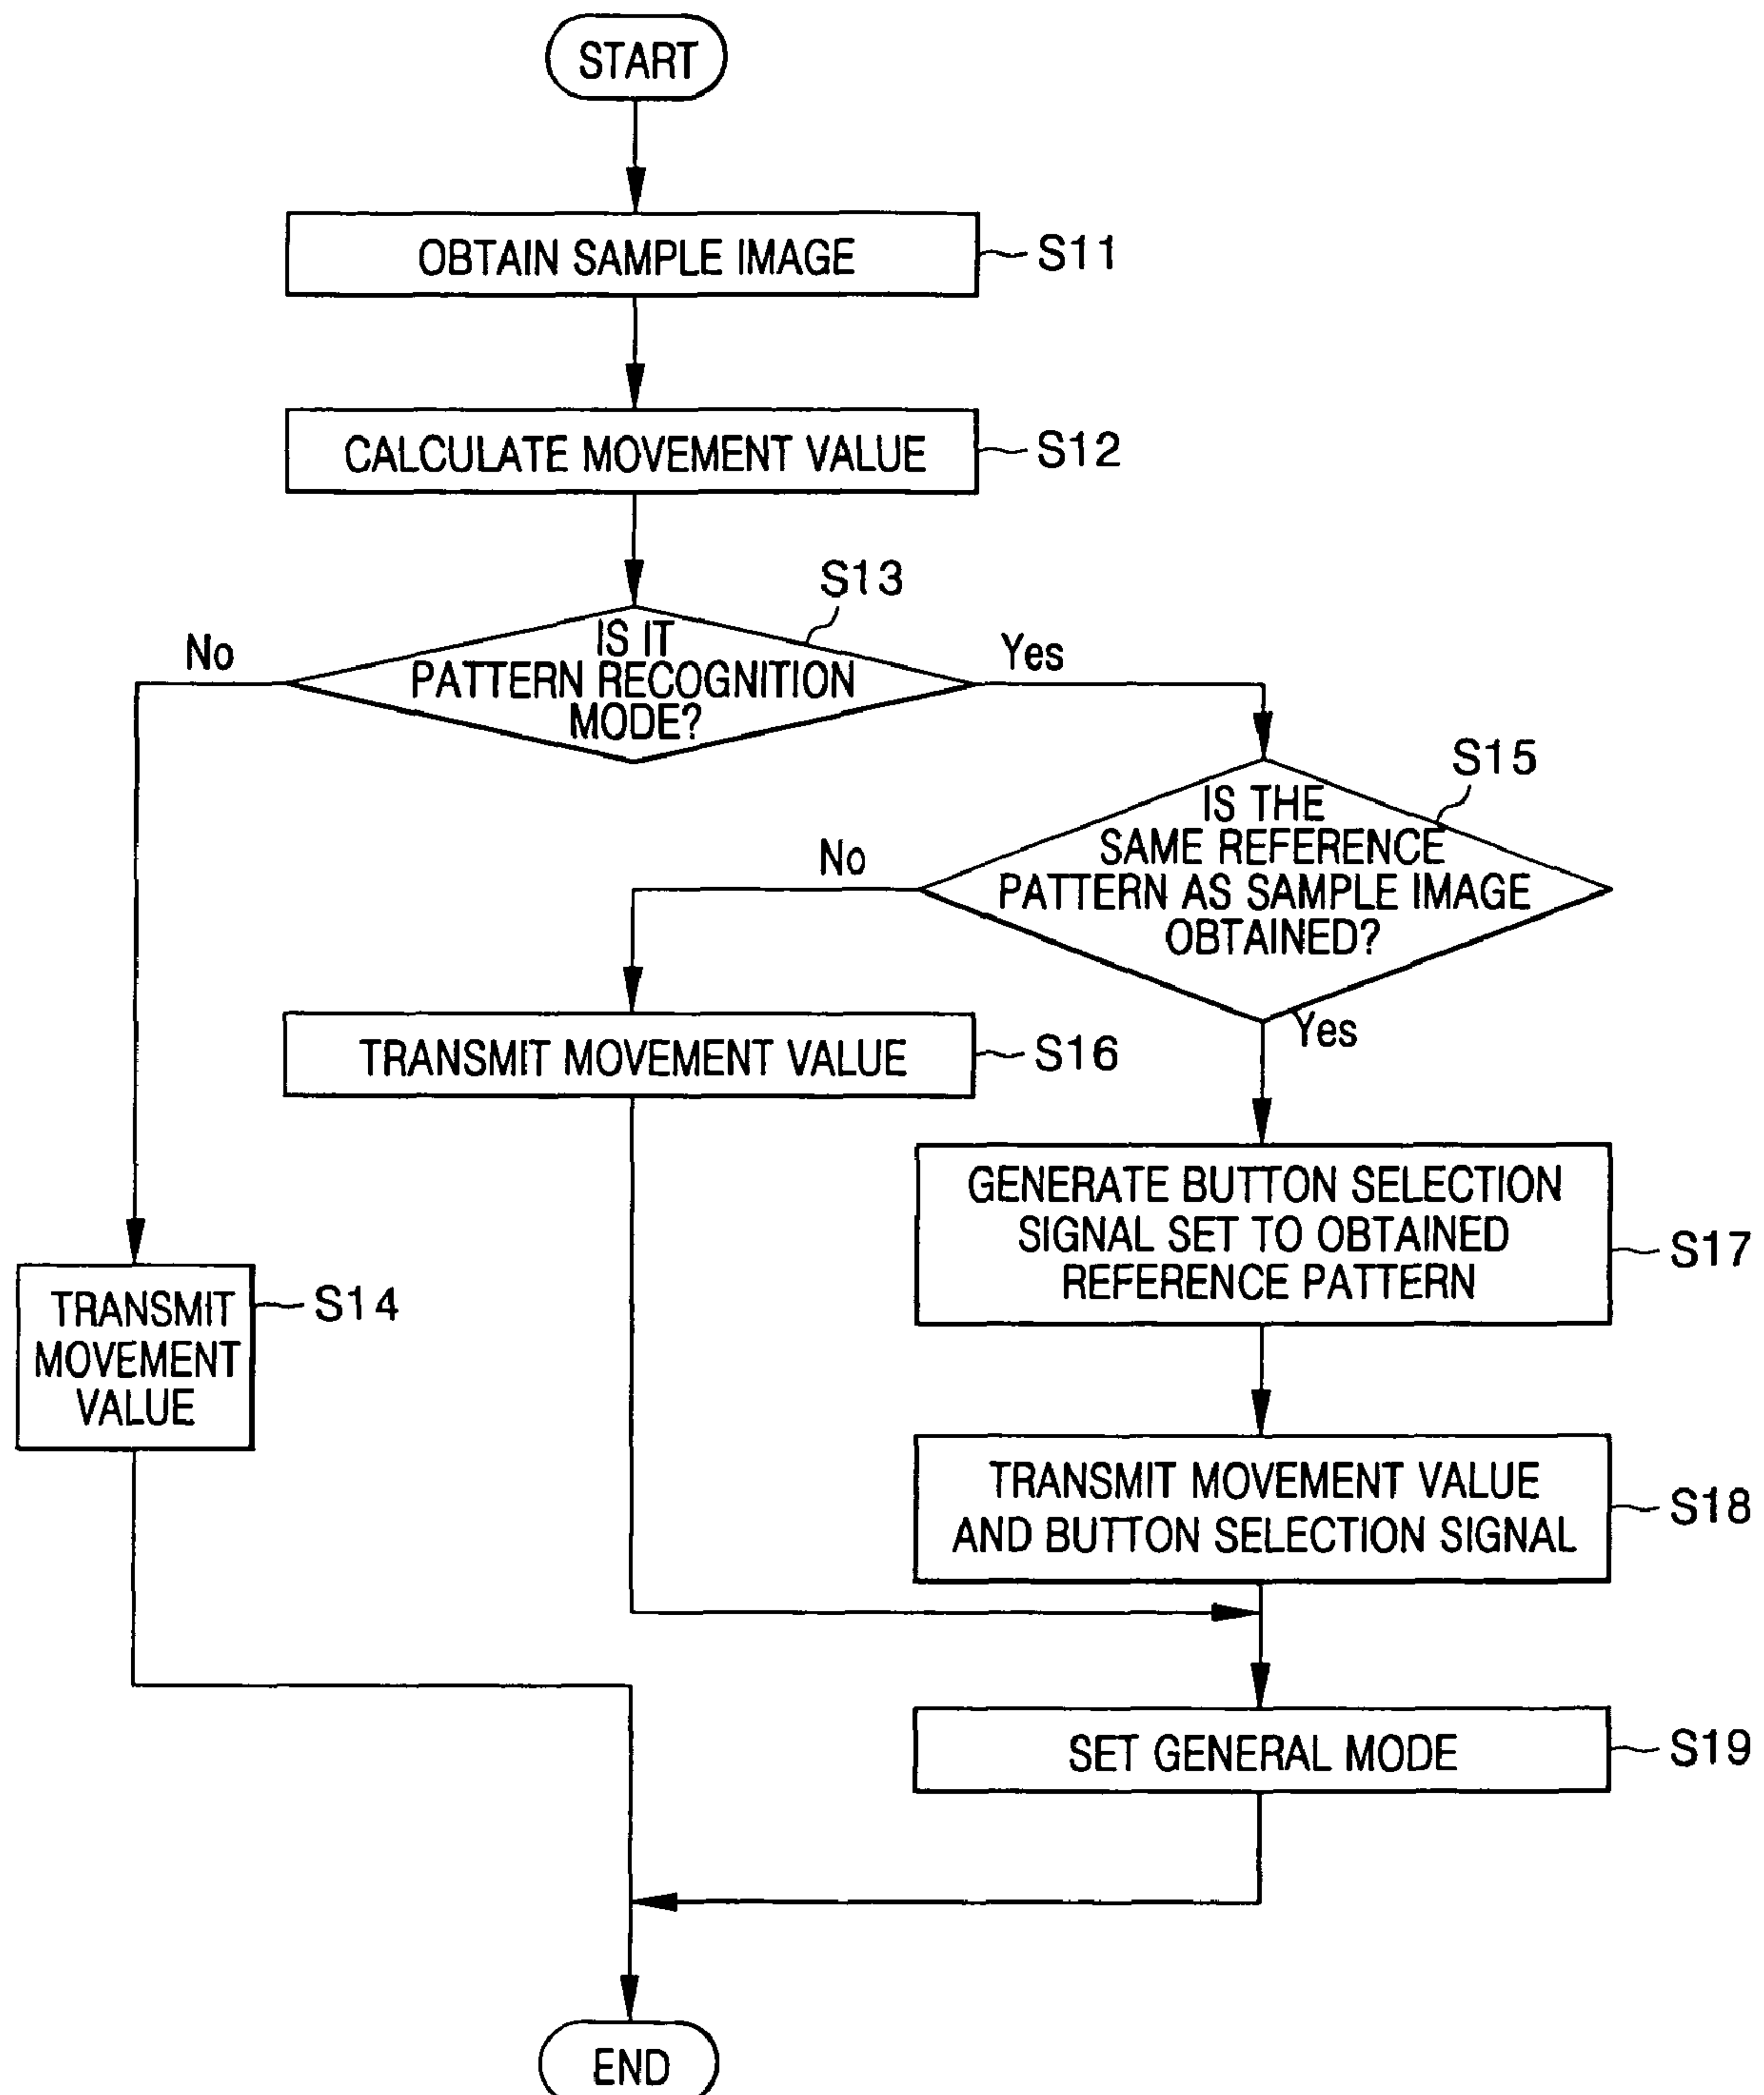 START
OBTAIN SAMPLE IMAGE
S11
CALCULATE MOVEMENT VALUE
S12
S13
IS IT
PATTERN RECOGNITION
MODE?
No
Yes
S15
IS THE
SAME REFERENCE
PATTERN AS SAMPLE IMAGE
OBTAINED?
No
Yes
TRANSMIT MOVEMENT VALUE
S16
GENERATE BUTTON SELECTION
SIGNAL SET TO OBTAINED
REFERENCE PATTERN
S17
TRANSMIT
MOVEMENT
VALUE
S14
TRANSMIT MOVEMENT VALUE
AND BUTTON SELECTION SIGNAL
S18
SET GENERAL MODE
S19
END